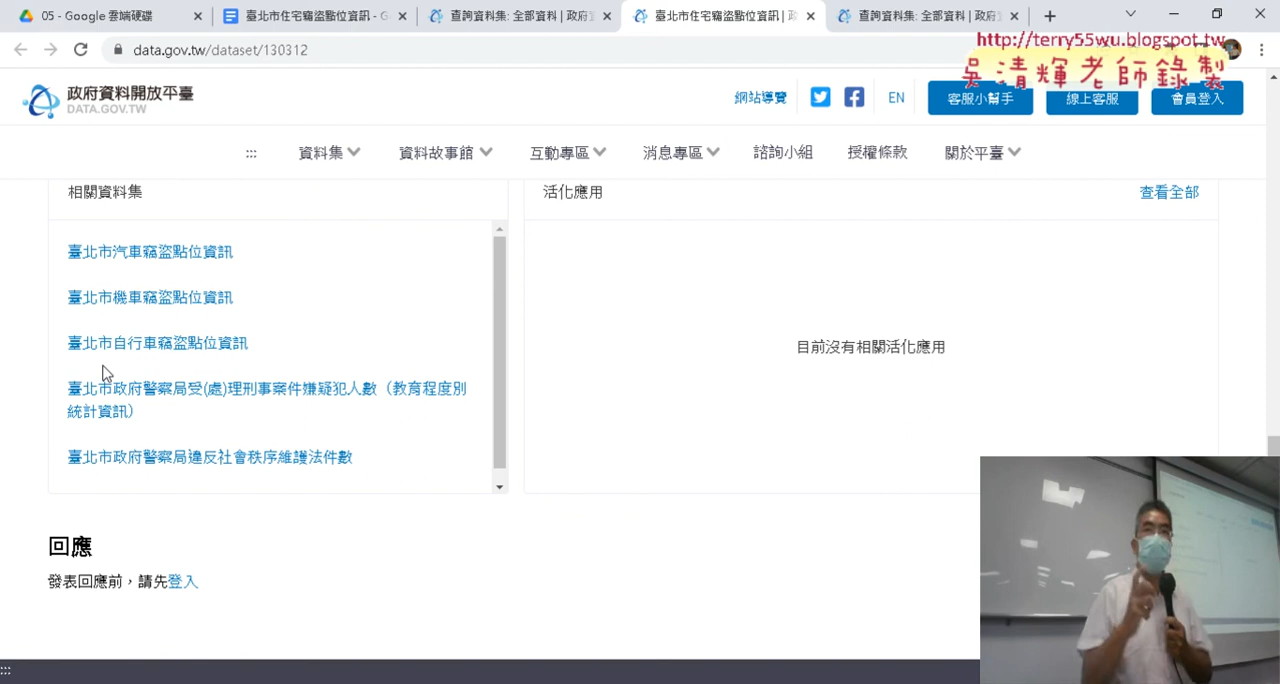 05 - Google 雲端硬碟
臺北市住宅竊盜點位資訊 - G
查詢資料集: 全部資料 | 政府
臺北市住宅竊盜點位資訊 | 政
查詢資料集: 全部資料 | 政府
data.gov.tw/dataset/130312
http://terry55wu.blogspot.tw
吳清輝老師錄製
政府資料開放平臺
DATA.GOV.TW
網站導覽
EN
客服小幫手
線上客服
會員登入
:::
資料集
資料故事館
互動專區
消息專區
諮詢小組
授權條款
關於平臺
相關資料集
活化應用
查看全部
臺北市汽車竊盜點位資訊
臺北市機車竊盜點位資訊
臺北市自行車竊盜點位資訊
臺北市政府警察局受(處)理刑事案件嫌疑犯人數（教育程度別
統計資訊）
臺北市政府警察局違反社會秩序維護法件數
目前沒有相關活化應用
回應
發表回應前，請先登入
:::